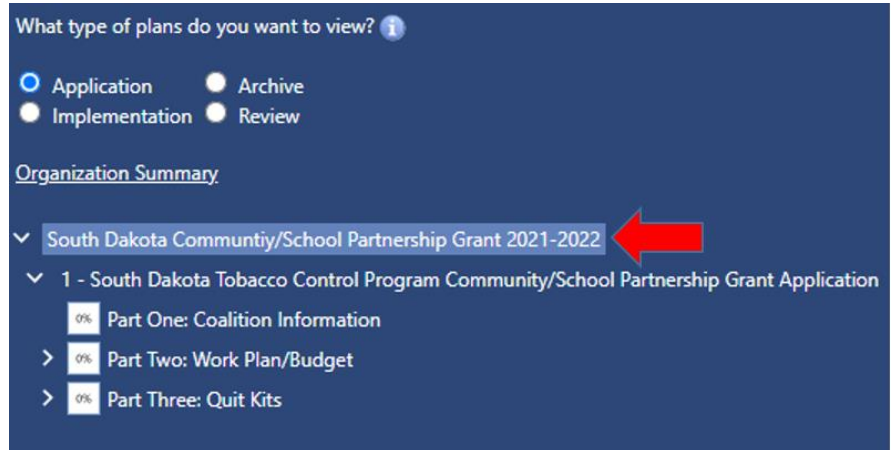 What type of plans do you want to view?
Application Archive
Implementation Review
Organization Summary
South Dakota Communtiy/School Partnership Grant 2021-2022
1 - South Dakota Tobacco Control Program Community/School Partnership Grant Application
0% Part One: Coalition Information
0% Part Two: Work Plan/Budget
0% Part Three: Quit Kits